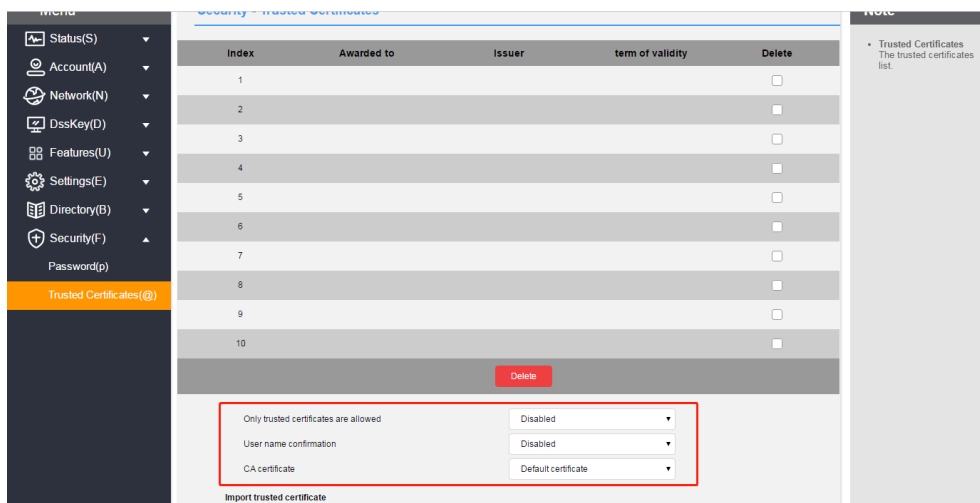 Menu
Security - Trusted Certificates
Note
Status(S)
Account(A)
Network(N)
DssKey(D)
Features(U)
Settings(E)
Directory(B)
Security(F)
Password(p)
Trusted Certificates(@)
Index Awarded to Issuer term of validity Delete
1
2
3
4
5
6
7
8
9
10
Delete
Only trusted certificates are allowed Disabled
User name confirmation Disabled
CA certificate Default certificate
Import trusted certificate
Trusted Certificates
The trusted certificates
list.